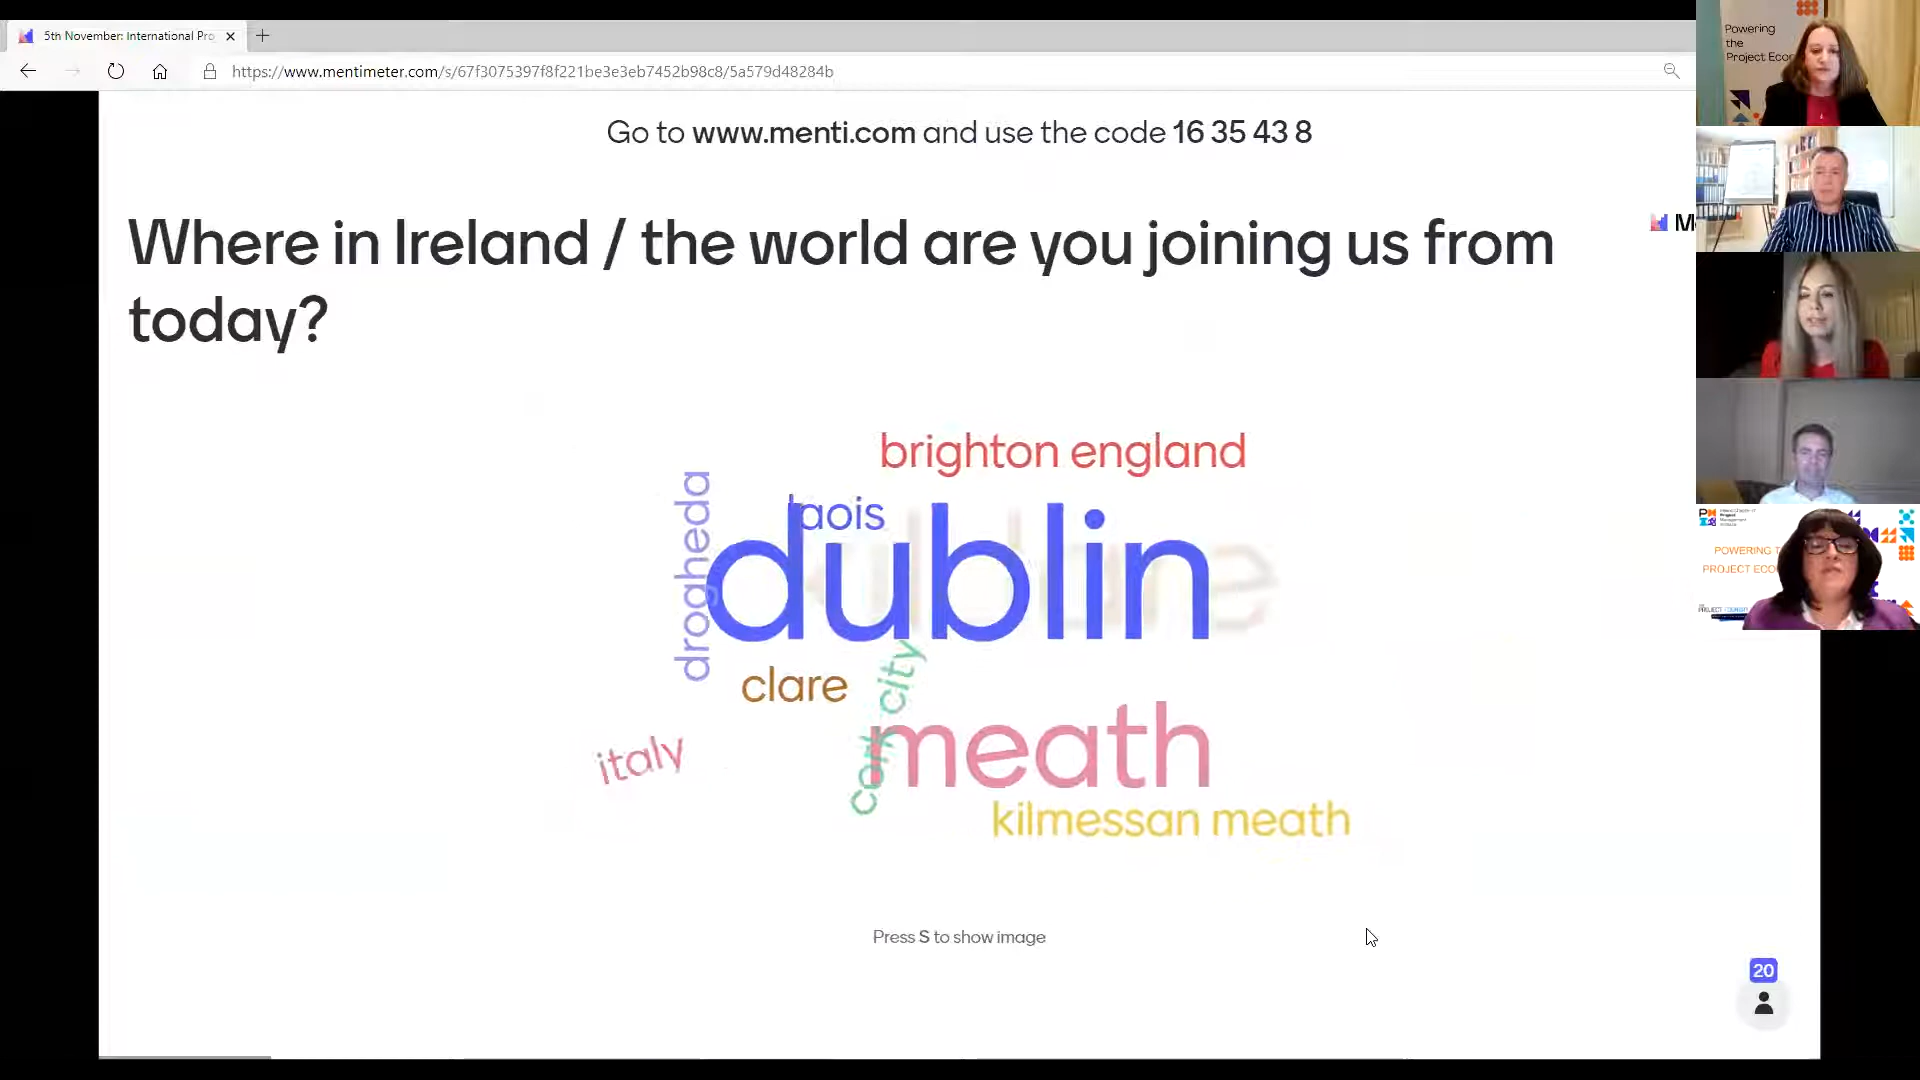 5th November: International Pro
https://www.mentimeter.com/s/67f3075397f8f221be3e3eb7452b98c8/5a579d48284b
Go to www.menti.com and use the code 16 35 43 8
Where in Ireland / the world are you joining us from
today?
M
brighton england
drogheda
laois
dublin
clare
cork city
italy
meath
kilmessan meath
Press S to show image
20
Powering
the
Project Eco
POWERING T
PROJECT ECO